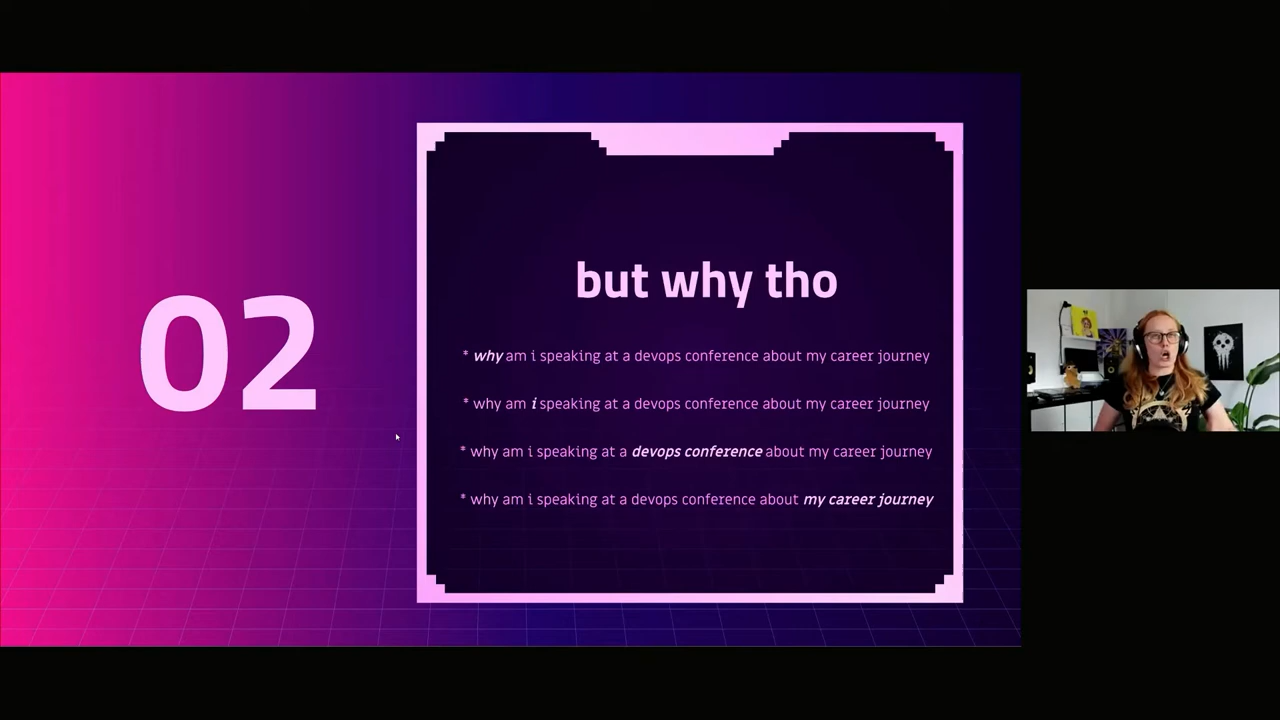 02
but why tho
* why am i speaking at a devops conference about my career journey
* why am i speaking at a devops conference about my career journey
* why am i speaking at a devops conference about my career journey
* why am i speaking at a devops conference about my career journey